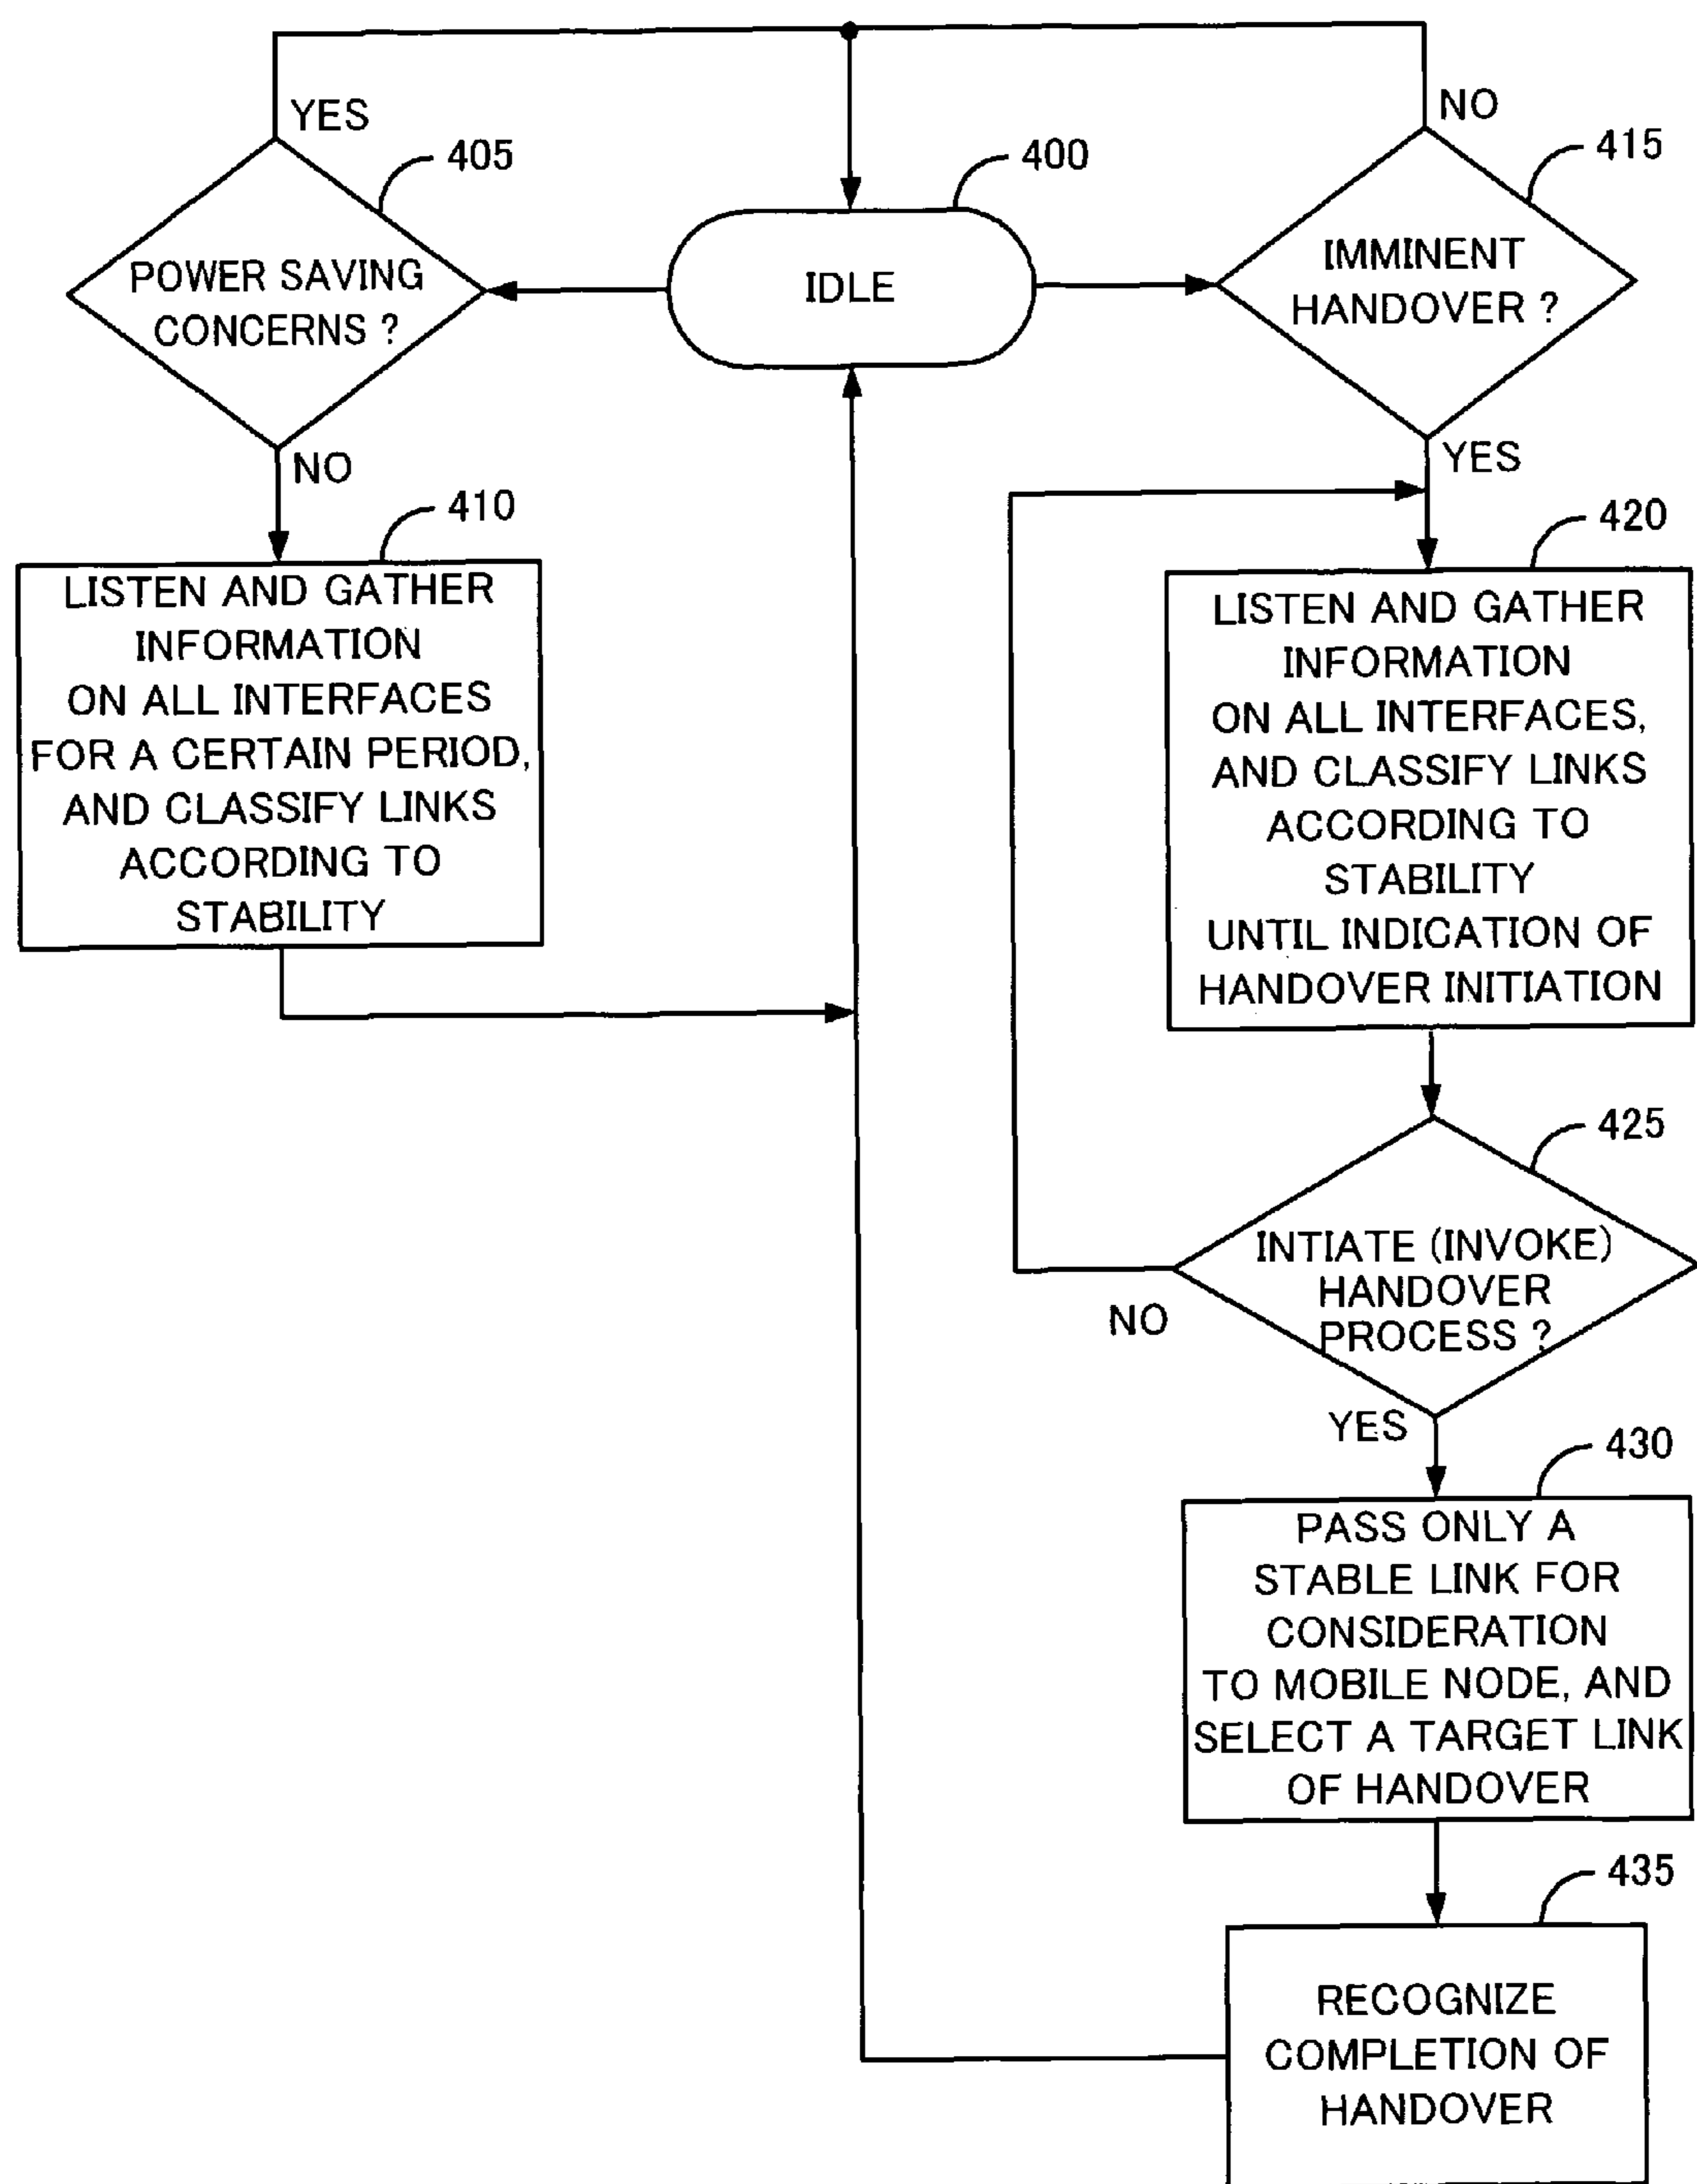 YES
405
POWER SAVING
CONCERNS ?
NO
410
LISTEN AND GATHER
INFORMATION
ON ALL INTERFACES
FOR A CERTAIN PERIOD,
AND CLASSIFY LINKS
ACCORDING TO
STABILITY
400
IDLE
NO
415
IMMINENT
HANDOVER ?
YES
420
LISTEN AND GATHER
INFORMATION
ON ALL INTERFACES,
AND CLASSIFY LINKS
ACCORDING TO
STABILITY
UNTIL INDICATION OF
HANDOVER INITIATION
425
INTIATE (INVOKE)
HANDOVER
PROCESS ?
NO
YES
430
PASS ONLY A
STABLE LINK FOR
CONSIDERATION
TO MOBILE NODE, AND
SELECT A TARGET LINK
OF HANDOVER
435
RECOGNIZE
COMPLETION OF
HANDOVER